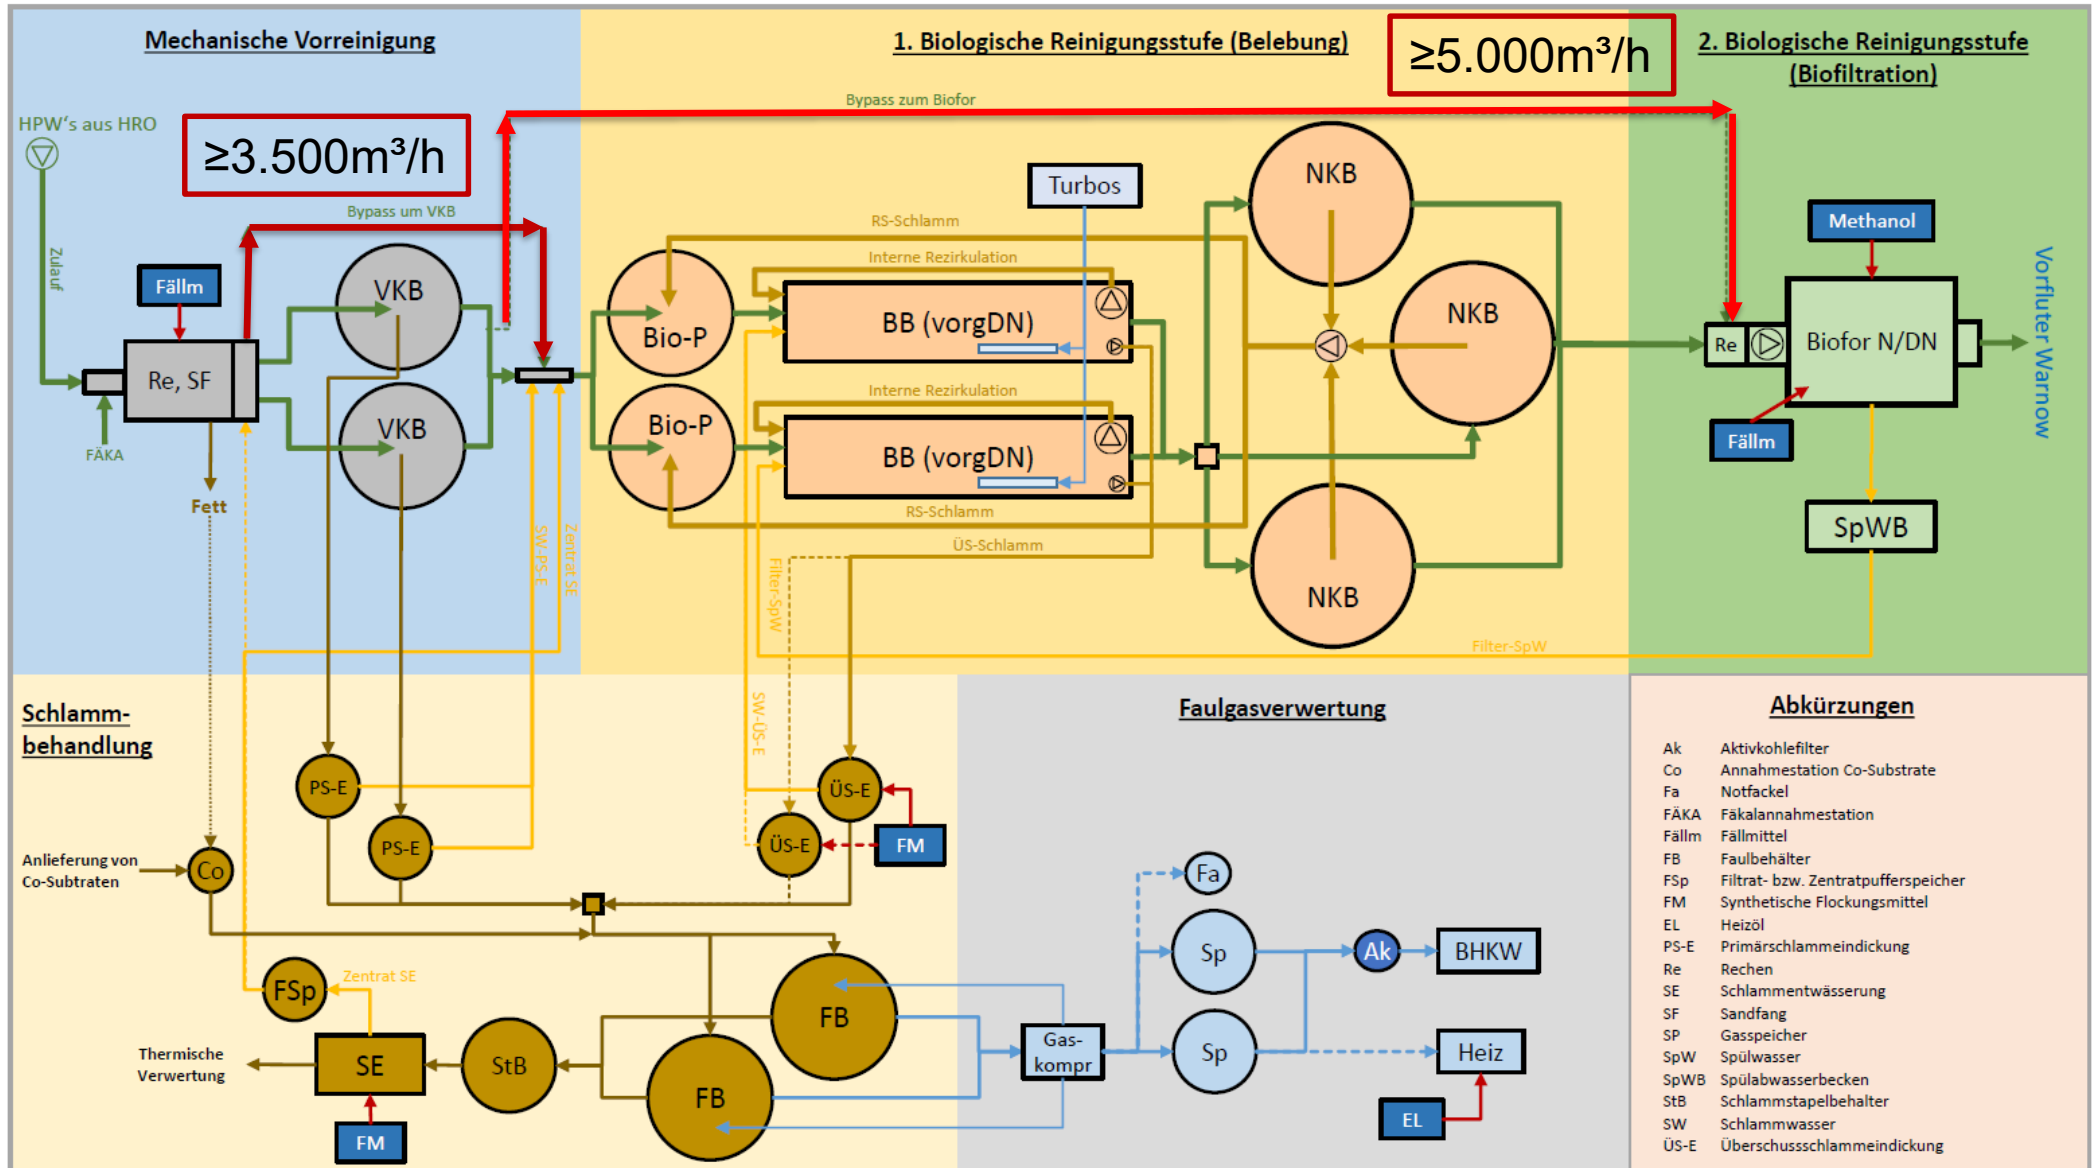 Mechanische Vorreinigung
1. Biologische Reinigungsstufe (Belebung)
≥5.000m³/h
2. Biologische Reinigungsstufe
(Biofiltration)
Bypass zum Biofor
HPW's aus HRO
≥3.500m³/h
Bypass um VKB
Zulauf
Fällm
Re, SF
FÄKA
Fett
VKB
VKB
SW-PS-E
Zentrat SE
Turbos
RS-Schlamm
Interne Rezirkulation
Bio-P
BB (vorgDN)
Interne Rezirkulation
Bio-P
BB (vorgDN)
RS-Schlamm
ÜS-Schlamm
Filter-SpW
NKB
NKB
NKB
Filter-SpW
Methanol
Re
Biofor N/DN
Fällm
SpWB
Vorfluter Warnow
Schlamm-
behandlung
SW-ÜS-E
PS-E
PS-E
ÜS-E
ÜS-E
FM
Anlieferung von
Co-Subtraten
Co
FSp
Zentrat SE
Thermische
Verwertung
SE
StB
FB
FB
FM
Faulgasverwertung
Fa
Sp
Sp
Ak
BHKW
Gas-
kompr
Heiz
EL
Abkürzungen
Ak Aktivkohlefilter
Co Annahmestation Co-Substrate
Fa Notfackel
FÄKA Fäkalannahmestation
Fällm Fällmittel
FB Faulbehälter
FSp Filtrat- bzw. Zentratpufferspeicher
FM Synthetische Flockungsmittel
EL Heizöl
PS-E Primärschlammeindickung
Re Rechen
SE Schlammentwässerung
SF Sandfang
SP Gasspeicher
SpW Spülwasser
SpWB Spülabwasserbecken
StB Schlammstapelbehalter
SW Schlammwasser
ÜS-E Überschussschlammeindickung